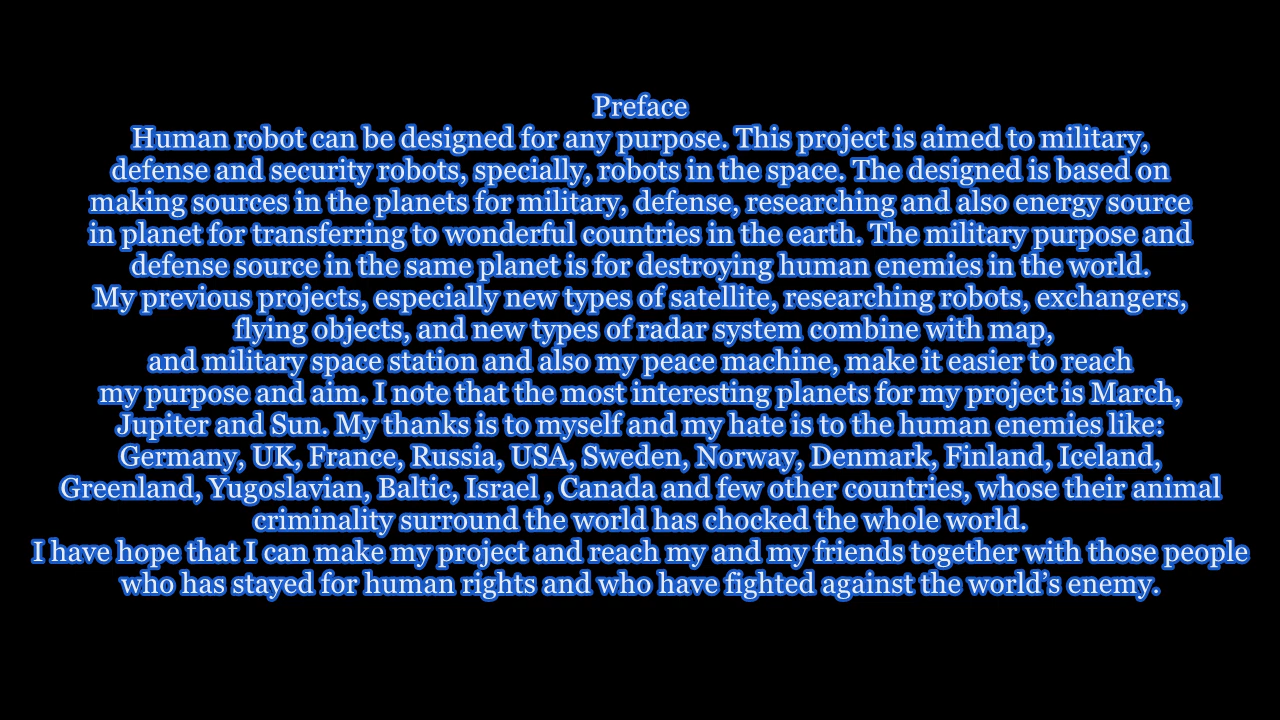 Preface
Human robot can be designed for any purpose. This project is aimed to military,
defense and security robots, specially, robots in the space. The designed is based on
making sources in the planets for military, defense, researching and also energy source
in planet for transferring to wonderful countries in the earth. The military purpose and
defense source in the same planet is for destroying human enemies in the world.
My previous projects, especially new types of satellite, researching robots, exchangers,
flying objects, and new types of radar system combine with map,
and military space station and also my peace machine, make it easier to reach
my purpose and aim. I note that the most interesting planets for my project is March,
Jupiter and Sun. My thanks is to myself and my hate is to the human enemies like:
Germany, UK, France, Russia, USA, Sweden, Norway, Denmark, Finland, Iceland,
Greenland, Yugoslavian, Baltic, Israel , Canada and few other countries, whose their animal
criminality surround the world has chocked the whole world.
I have hope that I can make my project and reach my and my friends together with those people
who has stayed for human rights and who have fighted against the world’s enemy.